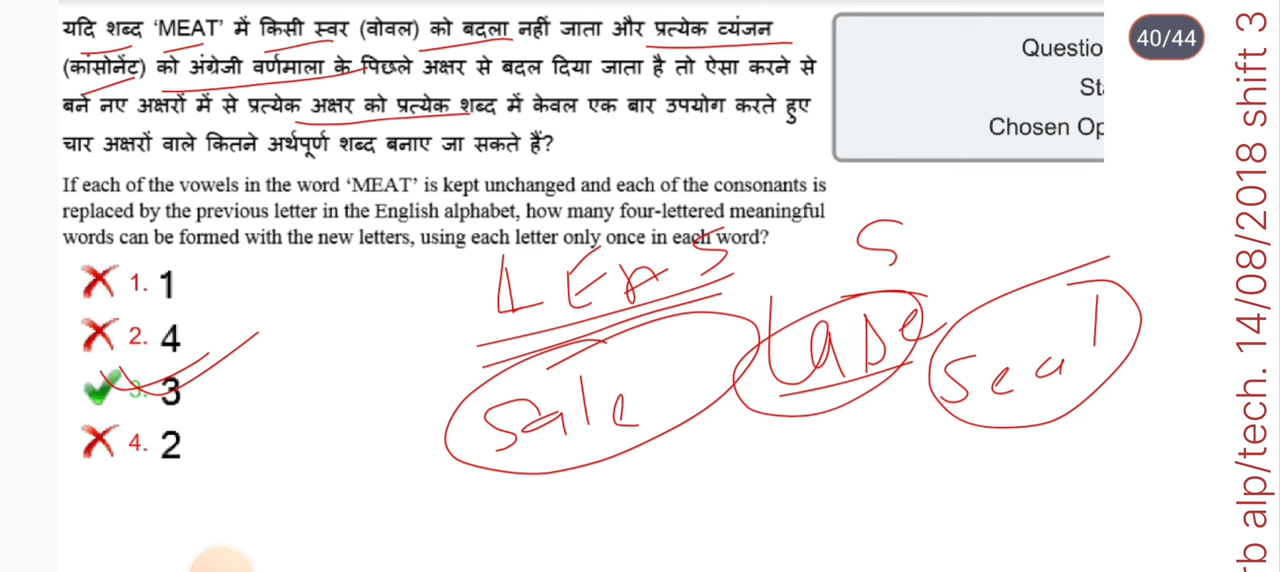 यदि शब्द ‘MEAT’ में किसी स्वर (वोवल) को बदला नहीं जाता और प्रत्येक व्यंजन
(कांसोनेंट) को अंग्रेजी वर्णमाला के पिछले अक्षर से बदल दिया जाता है तो ऐसा करने से
बने नए अक्षरों में से प्रत्येक अक्षर को प्रत्येक शब्द में केवल एक बार उपयोग करते हुए
चार अक्षरों वाले कितने अर्थपूर्ण शब्द बनाए जा सकते हैं?
If each of the vowels in the word ‘MEAT’ is kept unchanged and each of the consonants is
replaced by the previous letter in the English alphabet, how many four-lettered meaningful
words can be formed with the new letters, using each letter only once in each word?
1. 1
2. 4
3. 3
4. 2
Questio
St
Chosen Op
40/44
LEAS
S
sale
seal
rb alp/tech. 14/08/2018 shift 3